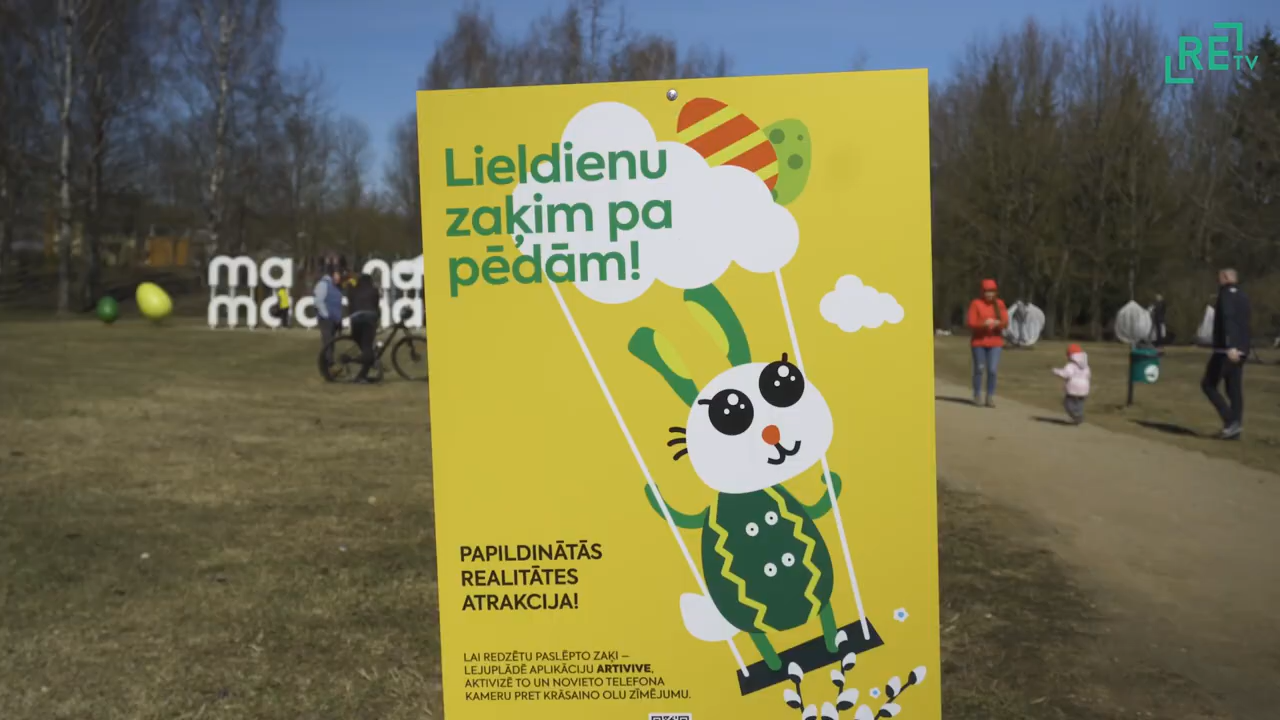 RE TV
Lieldienu
zaķim pa
pēdām!
PAPILDINĀTĀS
REALITĀTES
ATRAKCIJA!
LAI REDZĒTU PASLĒPTO ZAĶI –
LEJUPLĀDĒ APLIKĀCIJU ARTIVIVE,
AKTIVIZĒ TO UN NOVIETO TELEFONA
KAMERU PRET KRĀSAINO OLU ZĪMĒJUMU.